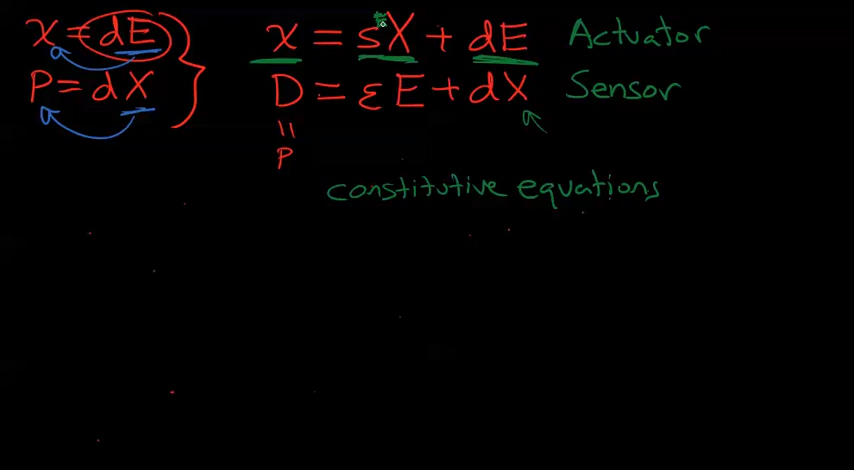 x = dE
P = dX
x = sX + dE Actuator
D = εE + dX Sensor
=
P
constitutive equations